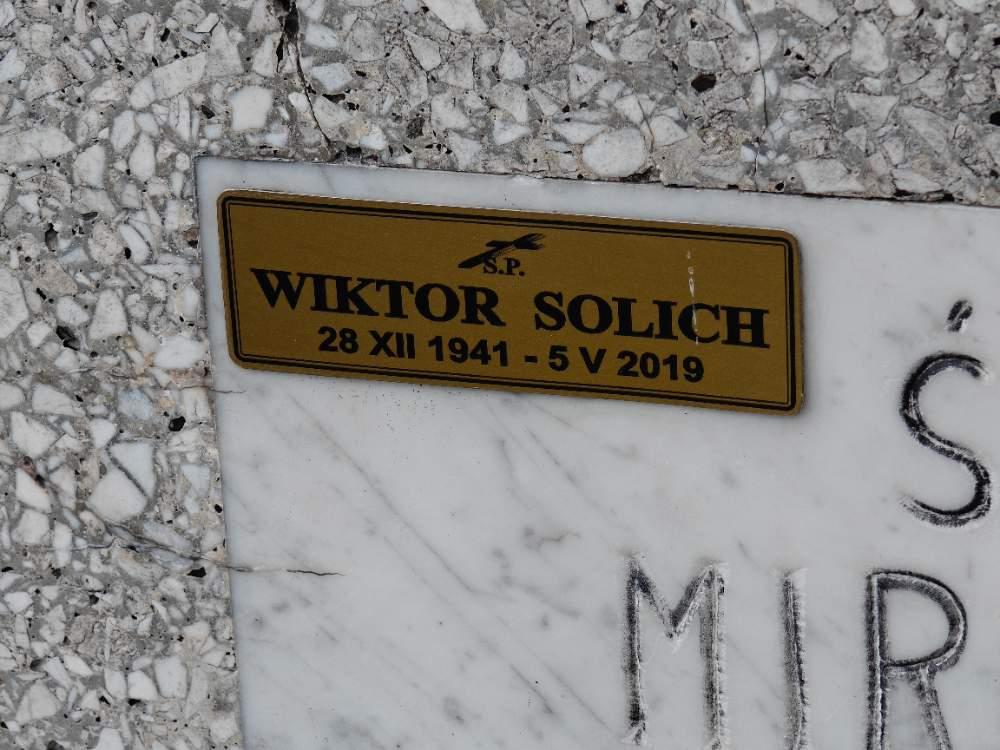 S.P.
WIKTOR SOLICH
28 XII 1941 - 5 V 2019
Ś
MIR